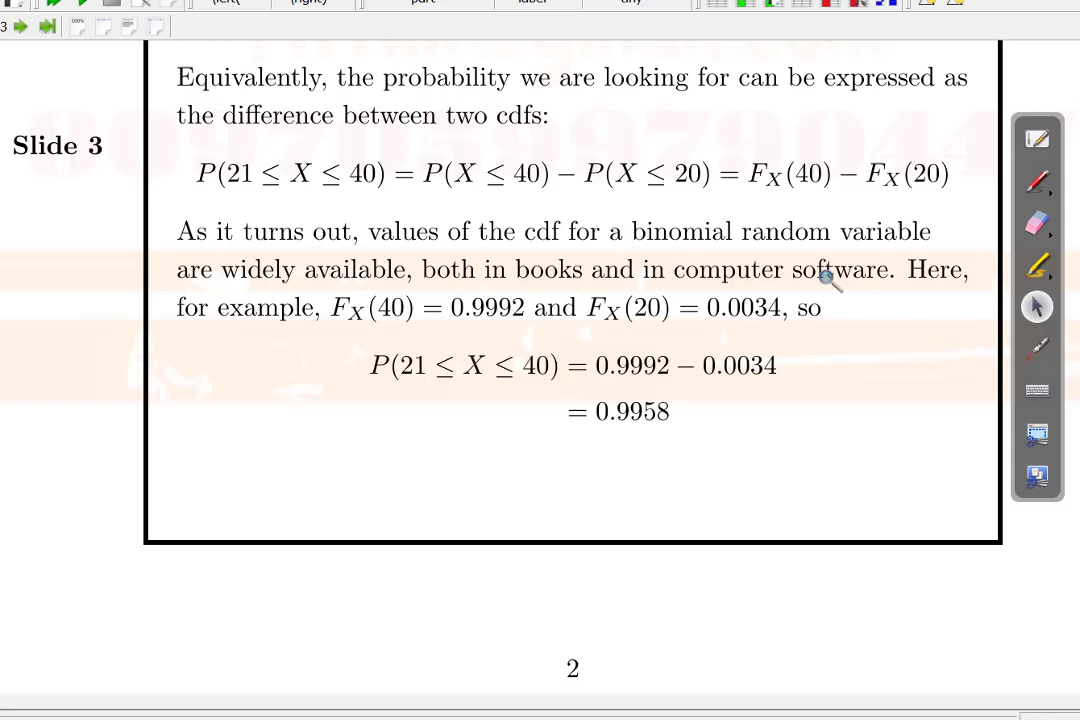 3
100%
Equivalently, the probability we are looking for can be expressed as
the difference between two cdfs:
Slide 3
P(21 ≤ X ≤ 40) = P(X ≤ 40) − P(X ≤ 20) = F_X(40) − F_X(20)
As it turns out, values of the cdf for a binomial random variable
are widely available, both in books and in computer software. Here,
for example, F_X(40) = 0.9992 and F_X(20) = 0.0034, so
P(21 ≤ X ≤ 40) = 0.9992 − 0.0034
= 0.9958
2